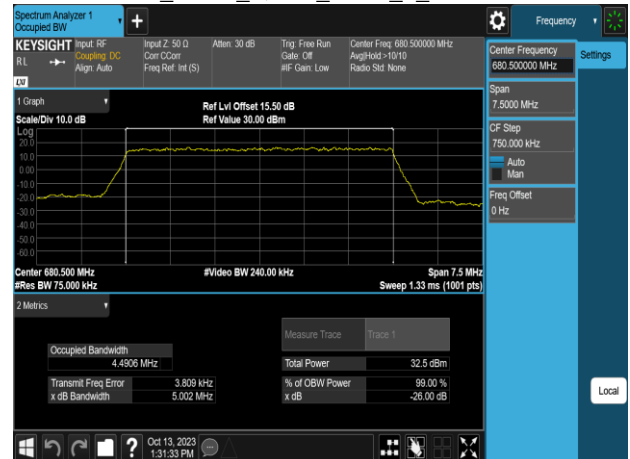 Spectrum Analyzer 1
Occupied BW
Frequency
KEYSIGHT
RL
LXI
Input: RF
Coupling: DC
Align: Auto
Input Z: 50 Ω
Corr CCorr
Freq Ref: Int (S)
Atten: 30 dB
Trig: Free Run
Gate: Off
#IF Gain: Low
Center Freq: 680.500000 MHz
Avg|Hold:>10/10
Radio Std: None
Center Frequency
680.500000 MHz
Settings
Span
7.5000 MHz
CF Step
750.000 kHz
Auto
Man
Freq Offset
0 Hz
Local
1 Graph
Scale/Div 10.0 dB
Ref Lvl Offset 15.50 dB
Ref Value 30.00 dBm
Log
20.0
10.0
0.00
-10.0
-20.0
-30.0
-40.0
-50.0
-60.0
Center 680.500 MHz
#Video BW 240.00 kHz
Span 7.5 MHz
#Res BW 75.000 kHz
Sweep 1.33 ms (1001 pts)
2 Metrics
Measure Trace
Trace 1
Occupied Bandwidth
4.4906 MHz
Total Power
32.5 dBm
Transmit Freq Error
3.809 kHz
% of OBW Power
99.00 %
x dB Bandwidth
5.002 MHz
x dB
-26.00 dB
?
Oct 13, 2023
1:31:33 PM